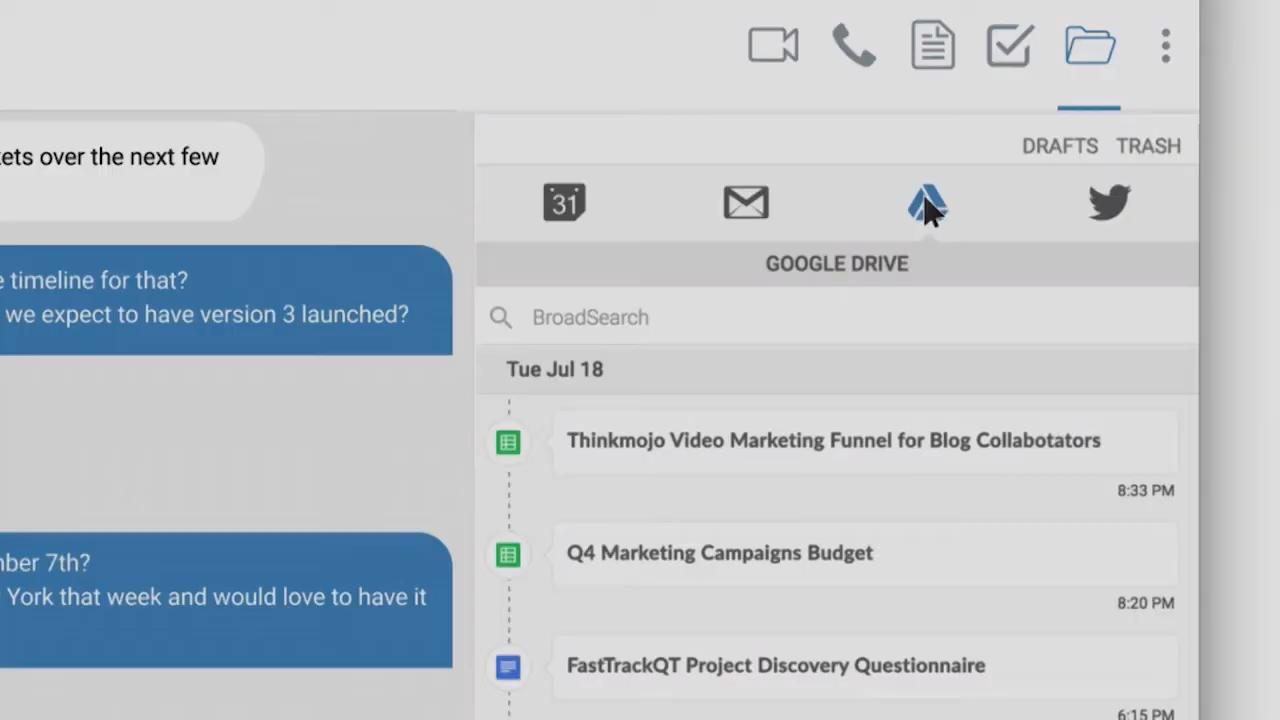 DRAFTS TRASH
ets over the next few
31
GOOGLE DRIVE
timeline for that?
we expect to have version 3 launched?
BroadSearch
Tue Jul 18
Thinkmojo Video Marketing Funnel for Blog Collabotators
8:33 PM
Q4 Marketing Campaigns Budget
8:20 PM
ber 7th?
York that week and would love to have it
FastTrackQT Project Discovery Questionnaire
6:15 PM